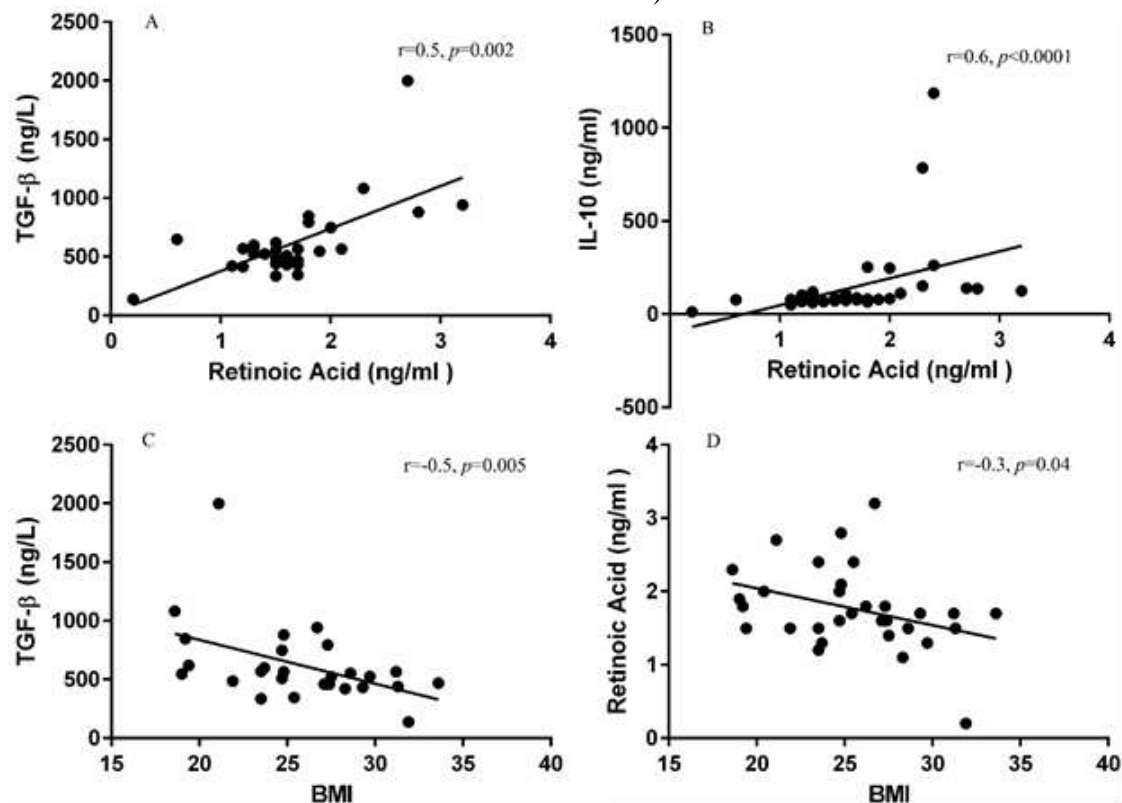 )
A
r=0.5, p=0.002
2500
2000
1500
1000
500
0
TGF-β (ng/L)
0 1 2 3 4
Retinoic Acid (ng/ml )
B
r=0.6, p<0.0001
1500
1000
500
0
-500
IL-10 (ng/ml)
1 2 3 4
Retinoic Acid (ng/ml )
C
r=-0.5, p=0.005
2500
2000
1500
1000
500
0
TGF-β (ng/L)
15 20 25 30 35 40
BMI
D
r=-0.3, p=0.04
4
3
2
1
0
Retinoic Acid (ng/ml )
15 20 25 30 35 40
BMI